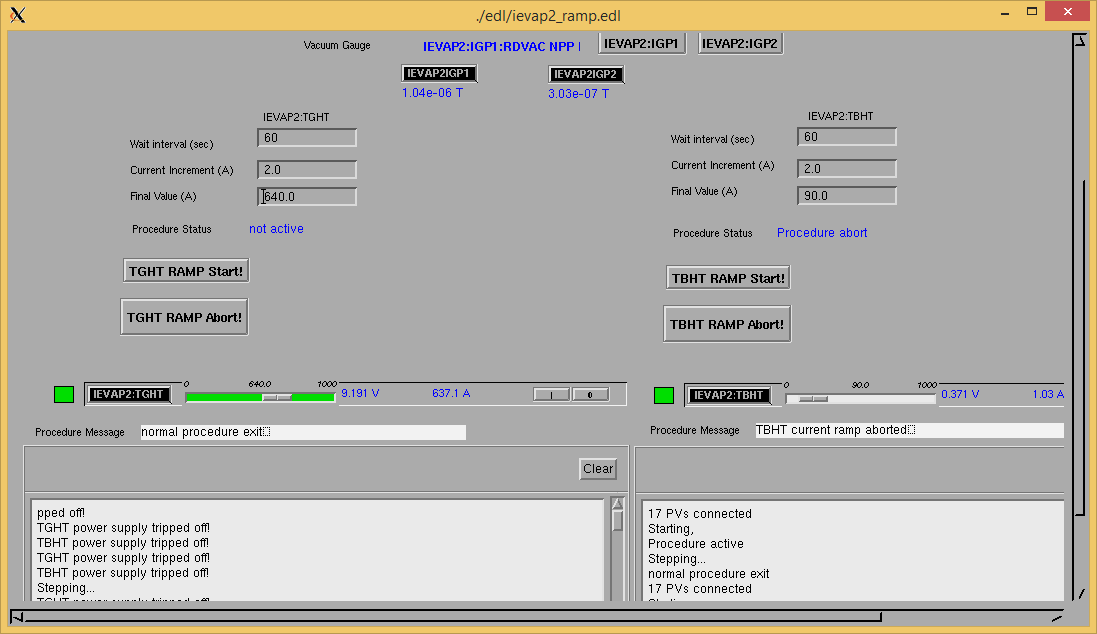 ./edl/ievap2_ramp.edl
Vacuum Gauge IEVAP2:IGP1:RDVAC NPP IEVAP2:IGP1 IEVAP2:IGP2
IEVAP2IGP1 IEVAP2IGP2
1.04e-06 T 3.03e-07 T
IEVAP2:TGHT
Wait interval (sec) 60
Current Increment (A) 2.0
Final Value (A) 640.0
Procedure Status not active
TGHT RAMP Start!
TGHT RAMP Abort!
IEVAP2:TBHT
Wait interval (sec) 60
Current Increment (A) 2.0
Final Value (A) 90.0
Procedure Status Procedure abort
TBHT RAMP Start!
TBHT RAMP Abort!
0 640.0 1000
IEVAP2:TGHT 9.191 V 637.1 A | 0
0 90.0 1000
IEVAP2:TBHT 0.371 V 1.03 A
Procedure Message normal procedure exit
Procedure Message TBHT current ramp aborted
Clear
pped off!
TGHT power supply tripped off!
TBHT power supply tripped off!
TGHT power supply tripped off!
TBHT power supply tripped off!
Stepping...
TGHT power supply tripped off!
17 PVs connected
Starting,
Procedure active
Stepping...
normal procedure exit
17 PVs connected